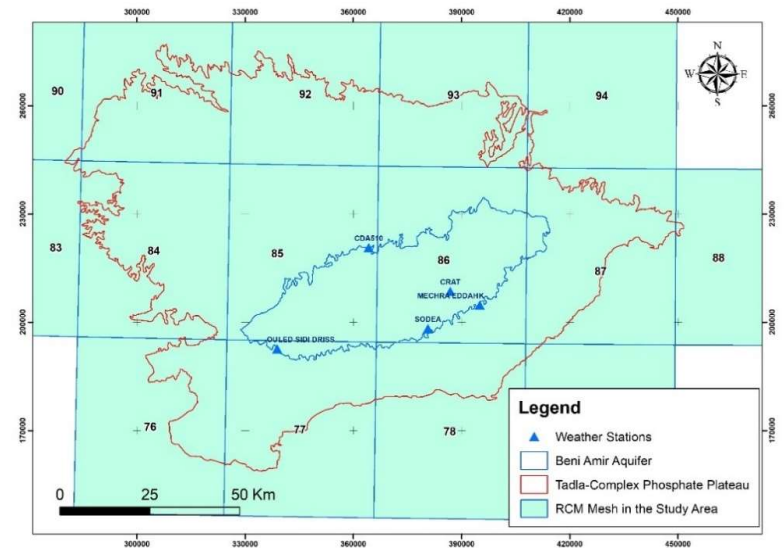 300000 330000 360000 390000 420000 450000
N
W E
S
90 91 92 93 94
260000 260000
230000 230000
83 84 85 86 87 88
CDA510
CRAT
MECHRA EDDAHK
SODEA
OULED SIDI DRISS
200000 200000
76 77 78
170000 170000
Legend
Weather Stations
Beni Amir Aquifer
Tadla-Complex Phosphate Plateau
RCM Mesh in the Study Area
0 25 50 Km
300000 330000 360000 390000 420000 450000